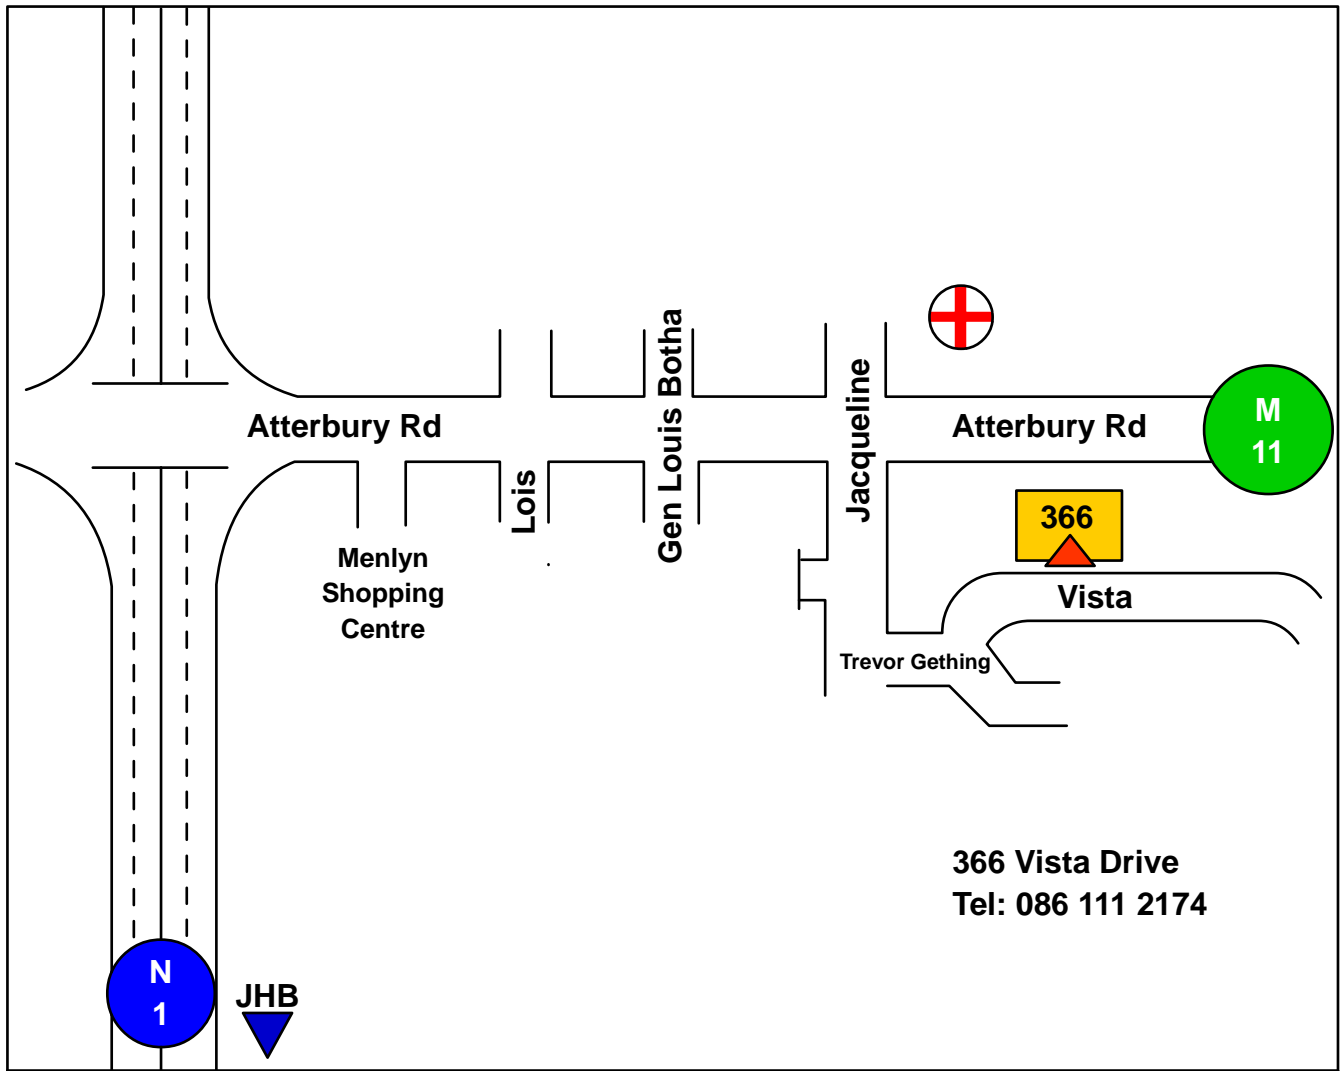 Gen Louis Botha
Jacqueline
Atterbury Rd
Atterbury Rd
M
11
Lois
366
Menlyn
Shopping
Centre
Vista
Trevor Gething
366 Vista Drive
Tel: 086 111 2174
N
1
JHB